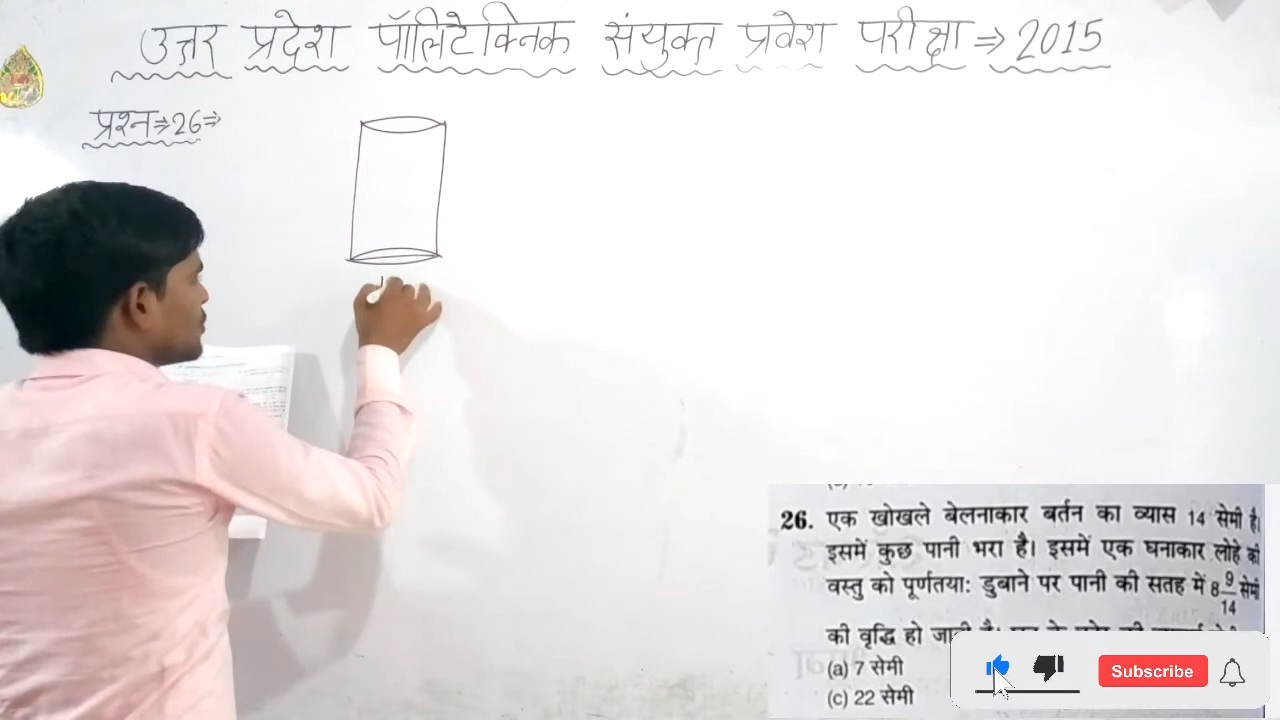 उत्तर प्रदेश पॉलिटेक्निक संयुक्त प्रवेश परीक्षा ⇒ 2015
प्रश्न ⇒ 26 ⇒
26. एक खोखले बेलनाकार बर्तन का व्यास 14 सेमी है।
इसमें कुछ पानी भरा है। इसमें एक घनाकार लोहे की
वस्तु को पूर्णतया: डुबाने पर पानी की सतह में 8 9/14 सेमी
की वृद्धि हो जाती है।
(a) 7 सेमी
(c) 22 सेमी
Subscribe